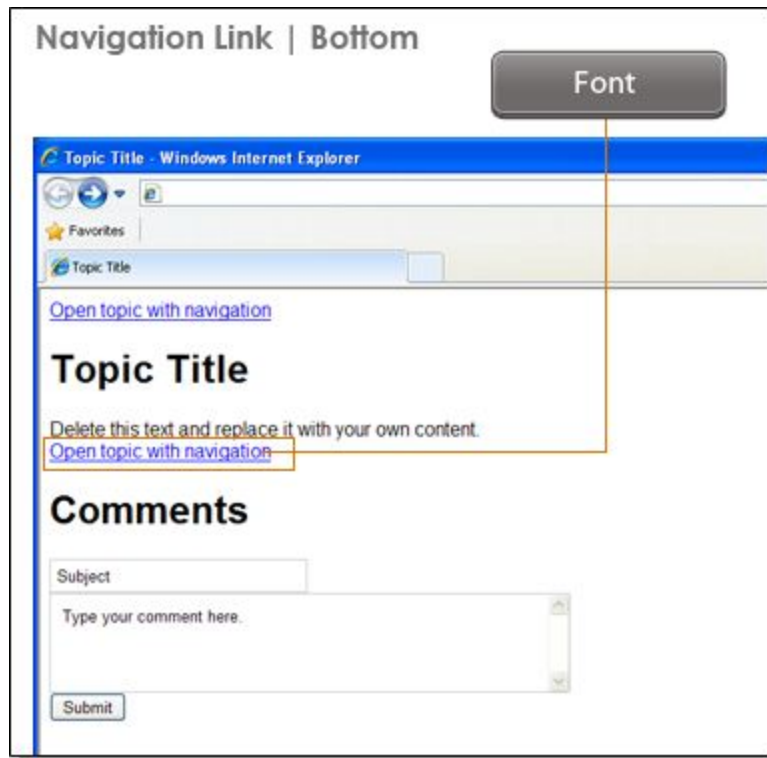 Navigation Link | Bottom
Font
Topic Title - Windows Internet Explorer
Favorites
Topic Title
Open topic with navigation
Topic Title
Delete this text and replace it with your own content.
Open topic with navigation
Comments
Subject
Type your comment here.
Submit